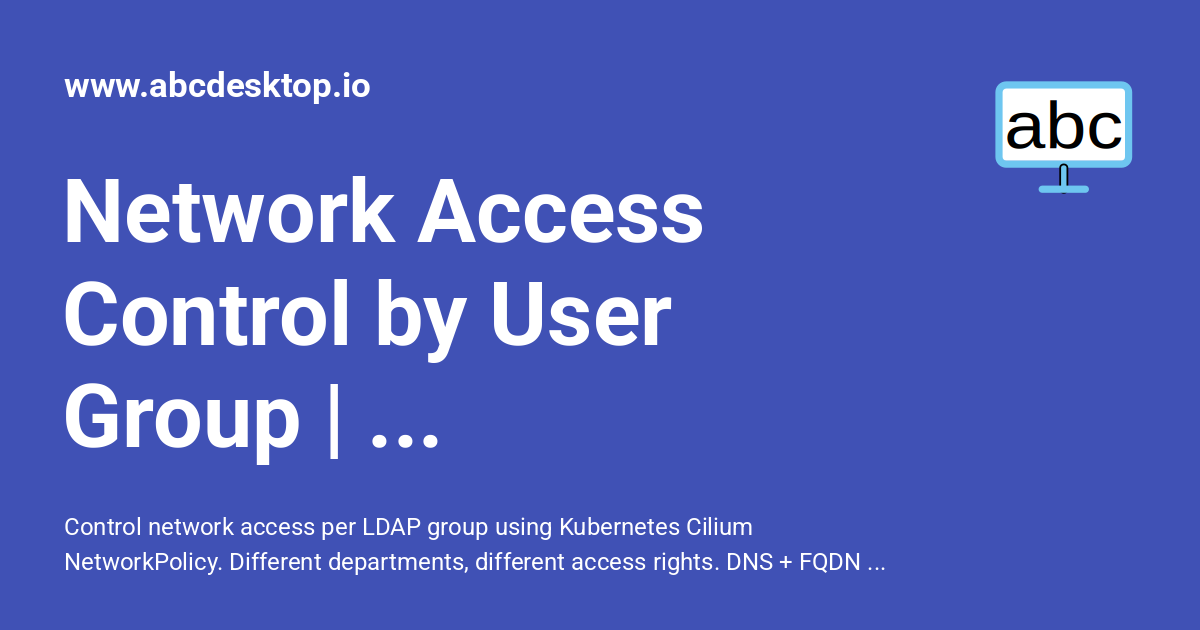 www.abcdesktop.io
abc
Network Access
Control by User
Group | ...
Control network access per LDAP group using Kubernetes Cilium
NetworkPolicy. Different departments, different access rights. DNS + FQDN ...